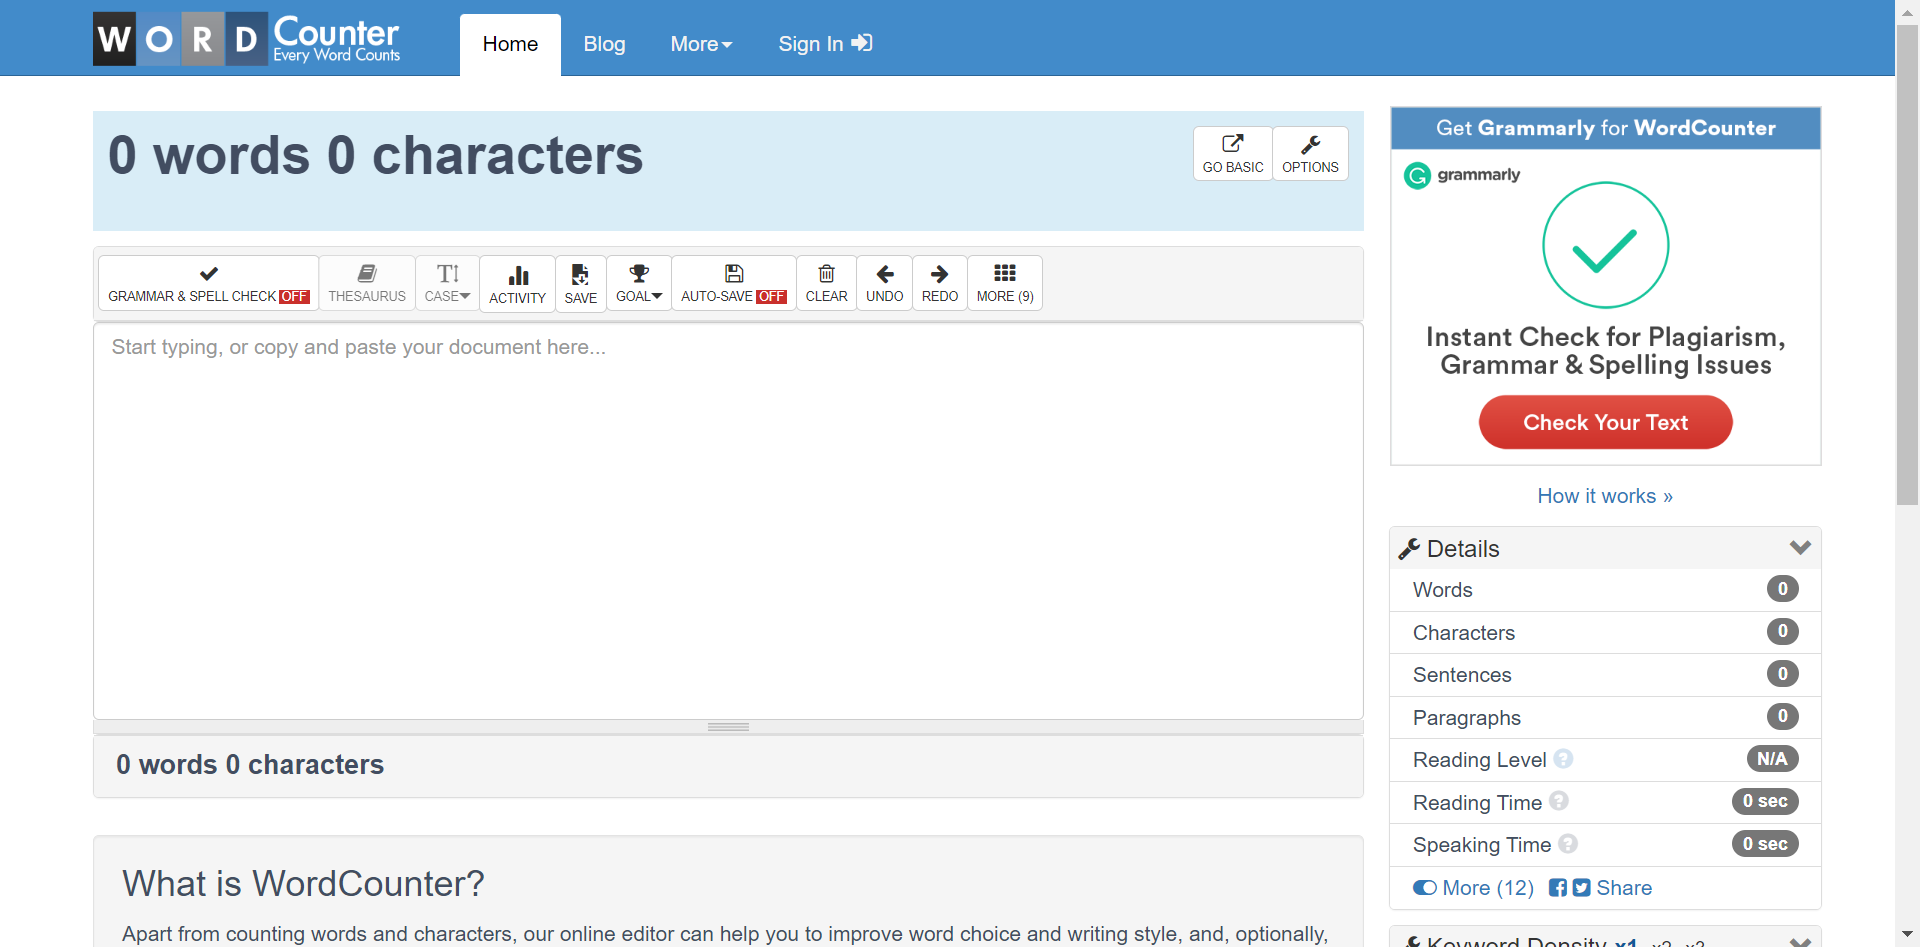 WORD Counter
Every Word Counts
Home
Blog
More
Sign In
0 words 0 characters
GO BASIC
OPTIONS
GRAMMAR & SPELL CHECK OFF
THESAURUS
CASE
ACTIVITY
SAVE
GOAL
AUTO-SAVE OFF
CLEAR
UNDO
REDO
MORE (9)
Start typing, or copy and paste your document here...
0 words 0 characters
What is WordCounter?
Apart from counting words and characters, our online editor can help you to improve word choice and writing style, and, optionally,
Get Grammarly for WordCounter
grammarly
Instant Check for Plagiarism,
Grammar & Spelling Issues
Check Your Text
How it works »
Details
Words 0
Characters 0
Sentences 0
Paragraphs 0
Reading Level ? N/A
Reading Time ? 0 sec
Speaking Time ? 0 sec
More (12) Share
Keyword Density x1 x2 x3